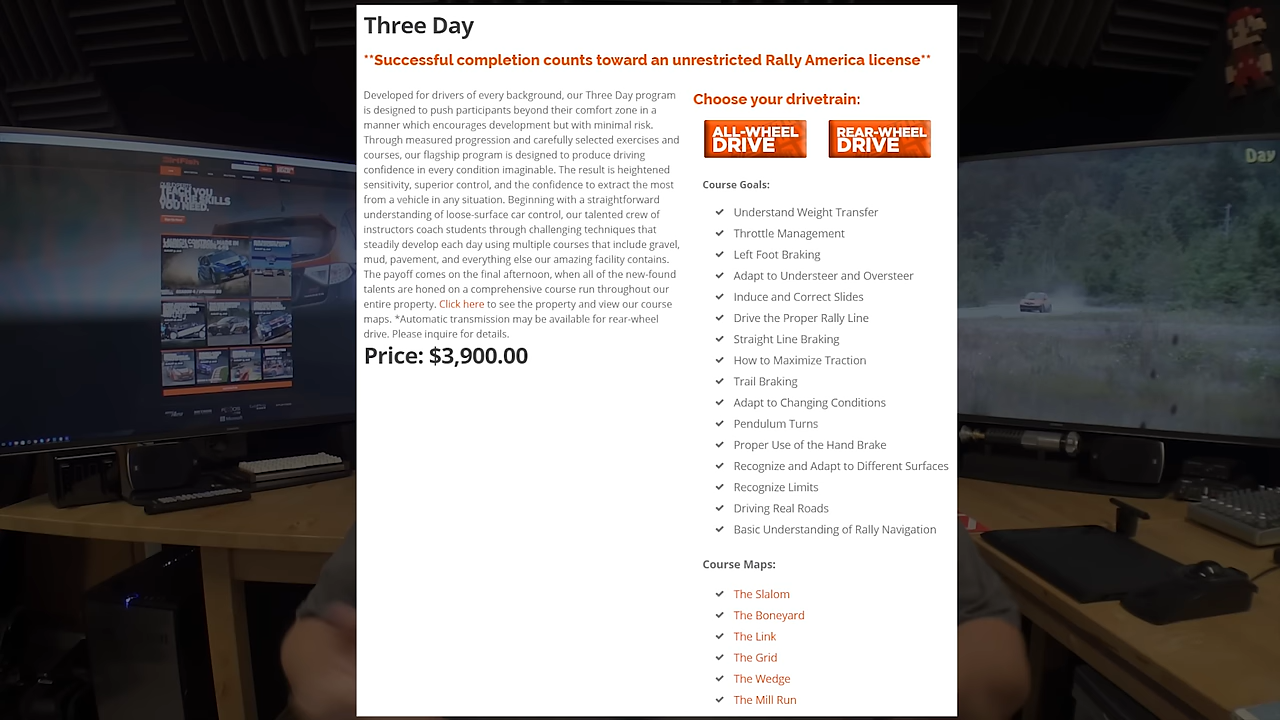 Three Day
**Successful completion counts toward an unrestricted Rally America license**
Developed for drivers of every background, our Three Day program
is designed to push participants beyond their comfort zone in a
manner which encourages development but with minimal risk.
Through measured progression and carefully selected exercises and
courses, our flagship program is designed to produce driving
confidence in every condition imaginable. The result is heightened
sensitivity, superior control, and the confidence to extract the most
from a vehicle in any situation. Beginning with a straightforward
understanding of loose-surface car control, our talented crew of
instructors coach students through challenging techniques that
steadily develop each day using multiple courses that include gravel,
mud, pavement, and everything else our amazing facility contains.
The payoff comes on the final afternoon, when all of the new-found
talents are honed on a comprehensive course run throughout our
entire property. Click here to see the property and view our course
maps. *Automatic transmission may be available for rear-wheel
drive. Please inquire for details.
Price: $3,900.00
Choose your drivetrain:
ALL-WHEEL
DRIVE
REAR-WHEEL
DRIVE
Course Goals:
Understand Weight Transfer
Throttle Management
Left Foot Braking
Adapt to Understeer and Oversteer
Induce and Correct Slides
Drive the Proper Rally Line
Straight Line Braking
How to Maximize Traction
Trail Braking
Adapt to Changing Conditions
Pendulum Turns
Proper Use of the Hand Brake
Recognize and Adapt to Different Surfaces
Recognize Limits
Driving Real Roads
Basic Understanding of Rally Navigation
Course Maps:
The Slalom
The Boneyard
The Link
The Grid
The Wedge
The Mill Run
Day